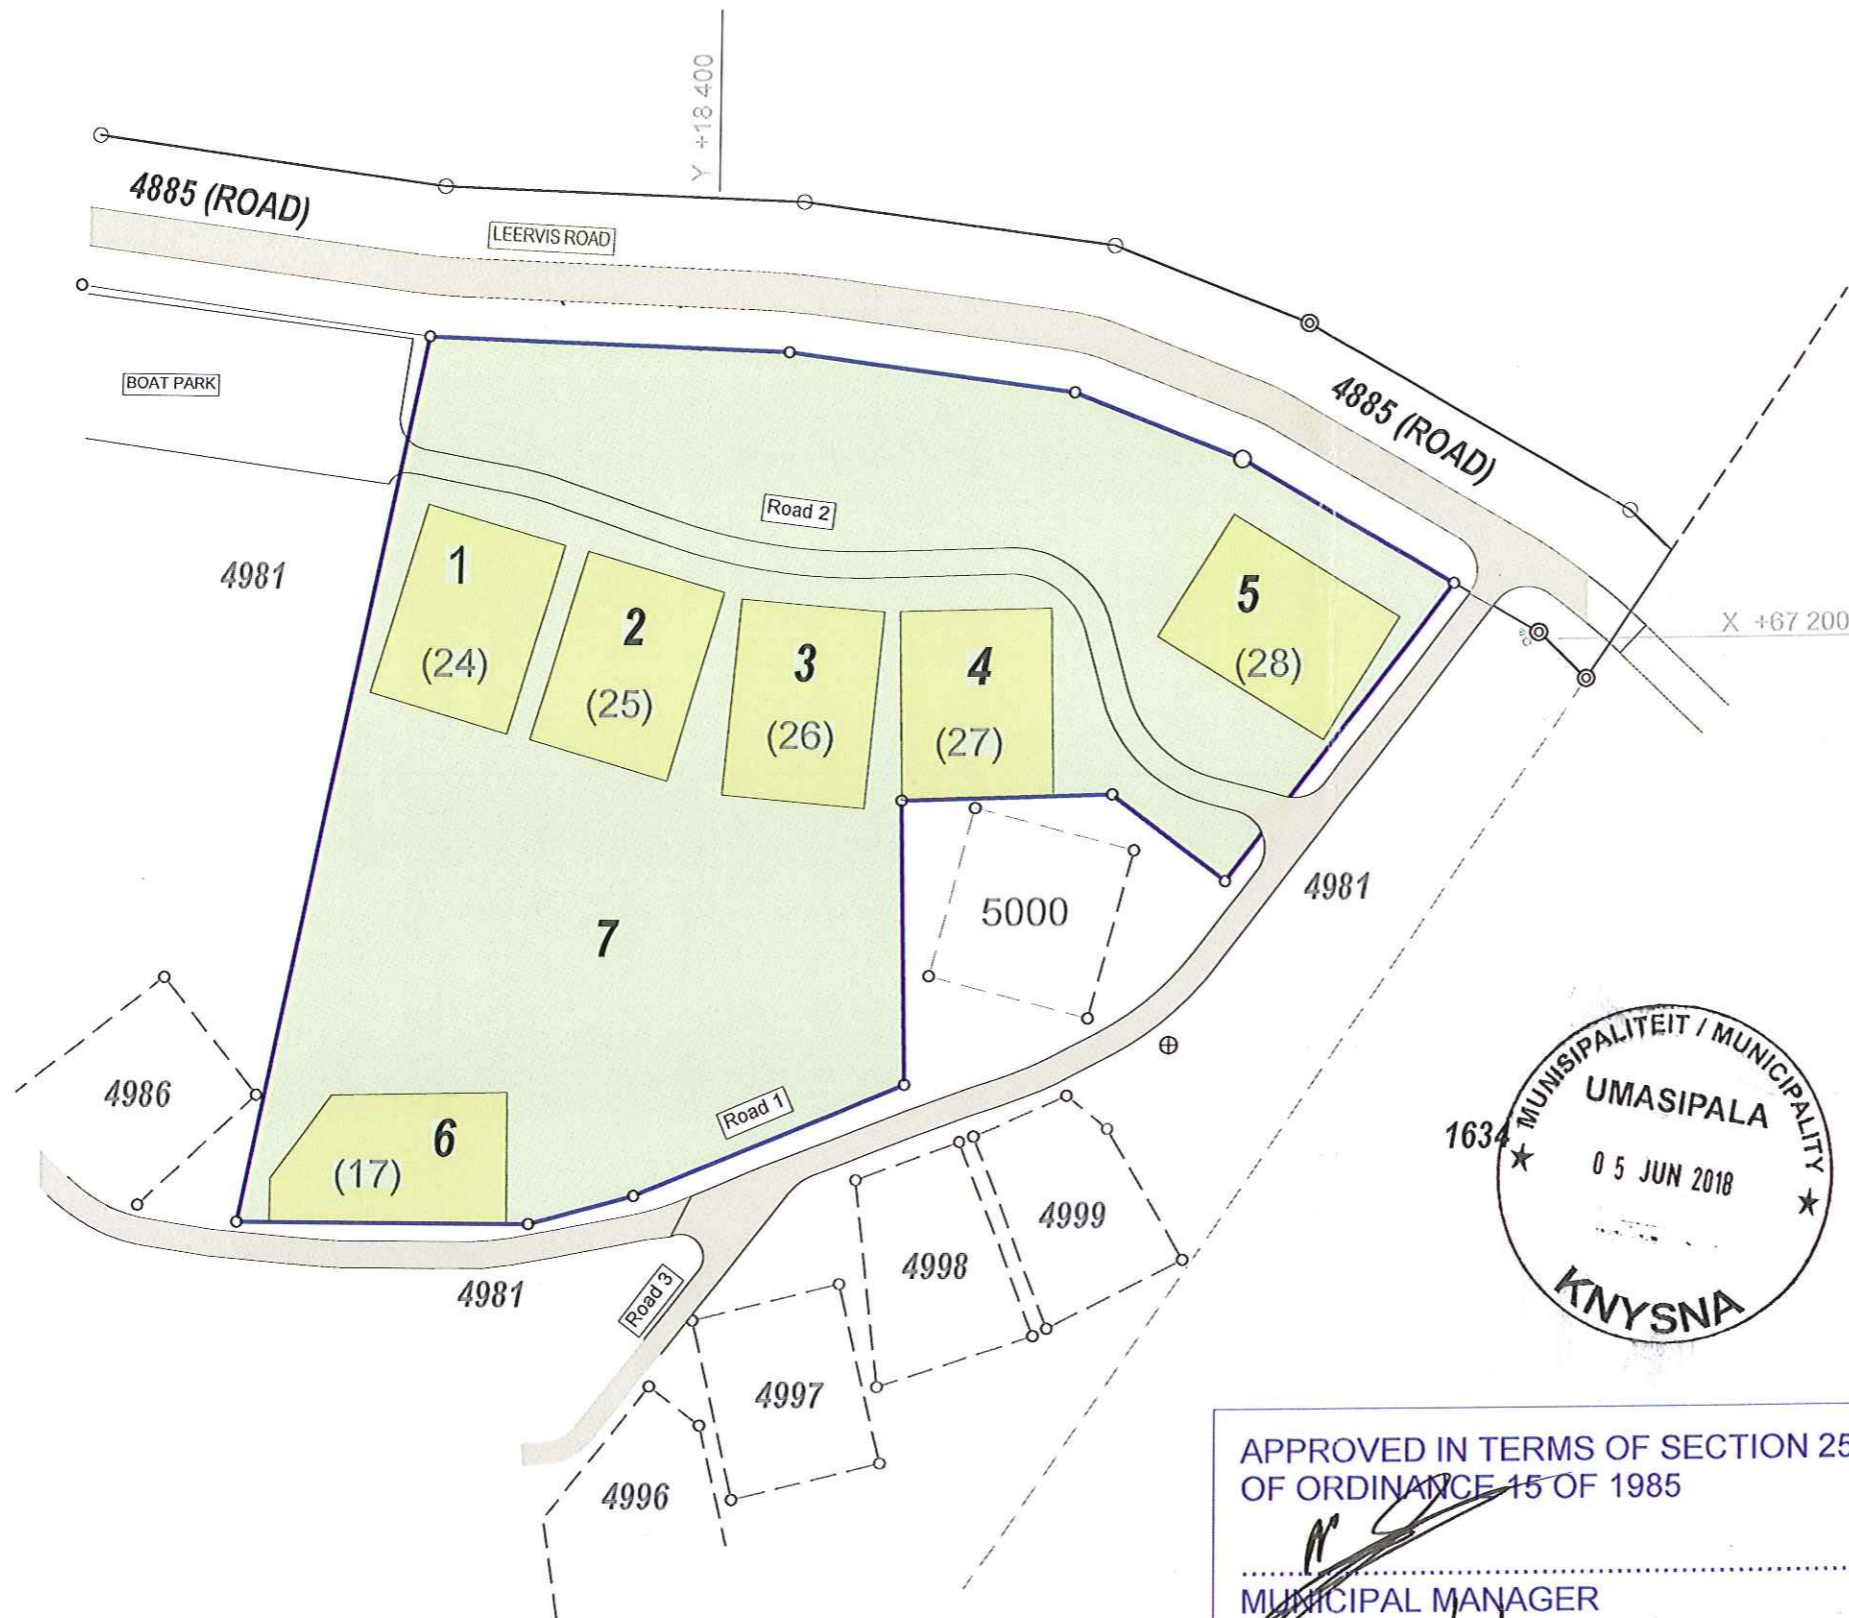 Y +18 400
4885 (ROAD)
LEERVIS ROAD
BOAT PARK
4885 (ROAD)
Road 2
4981
1
(24)
2
(25)
3
(26)
4
(27)
5
(28)
X +67 200
7
5000
4981
4986
6
(17)
Road 1
4981
Road 3
4999
4998
4997
4996
1634
MUNISIPALITEIT / MUNICIPALITY
UMASIPALA
05 JUN 2018
KNYSNA
APPROVED IN TERMS OF SECTION 25
OF ORDINANCE 15 OF 1985
MUNICIPAL MANAGER